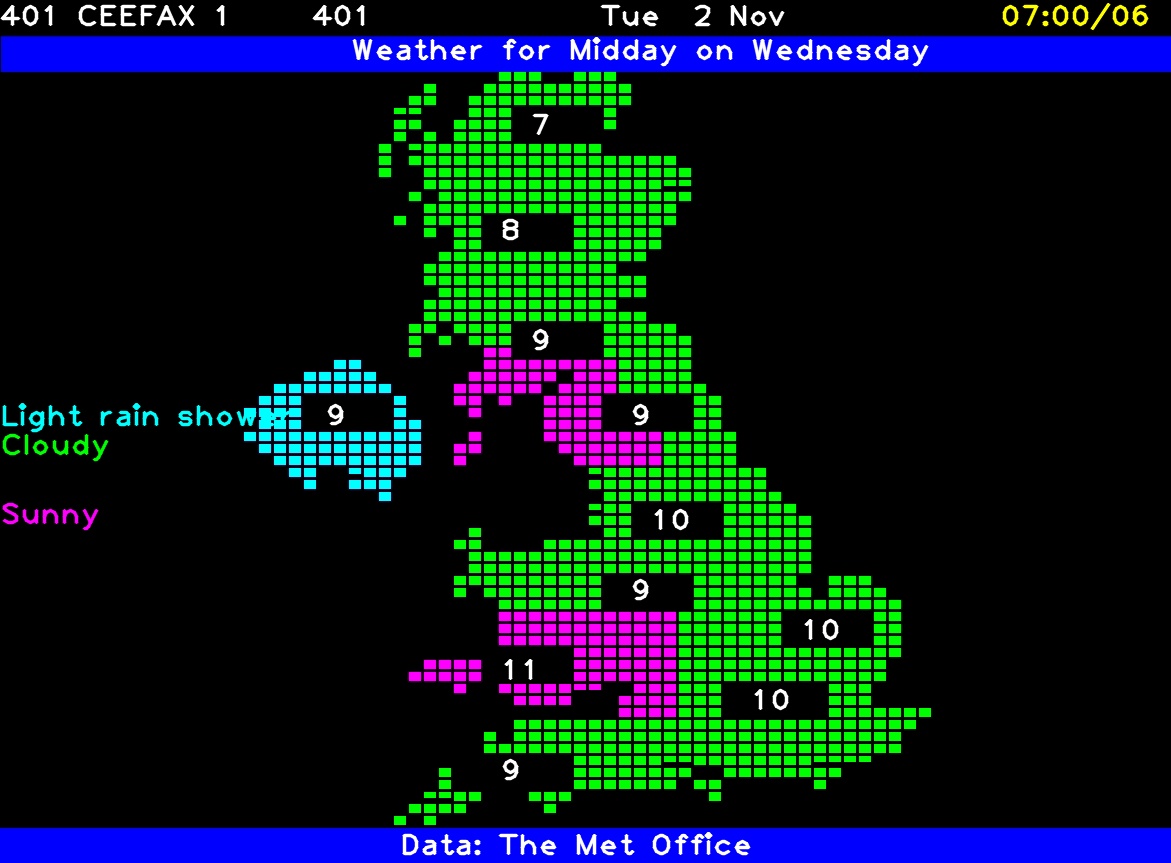 401 CEEFAX 1 401 Tue 2 Nov 07:00/06
Weather for Midday on Wednesday
7
8
9
Light rain shower 9 9
Cloudy
Sunny 10
9
10
11
10
9
Data: The Met Office